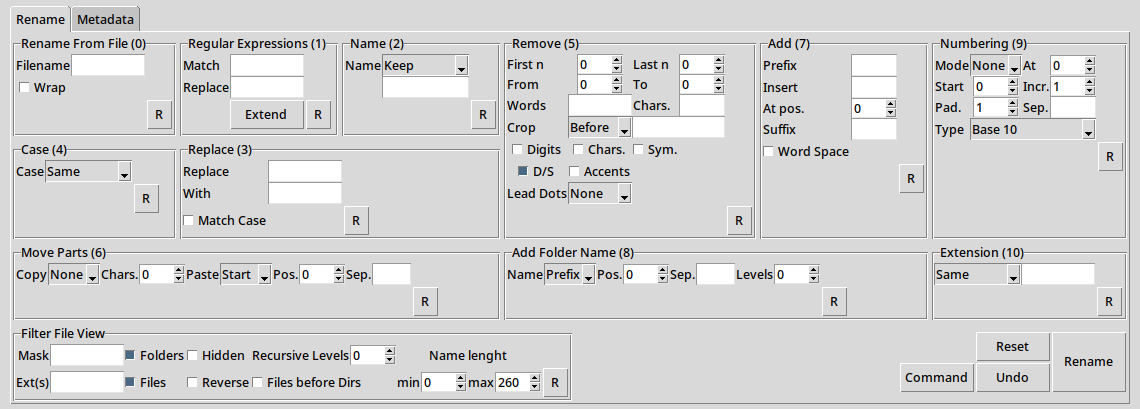 Rename Metadata
Rename From File (0)
Filename
Wrap
R
Regular Expressions (1)
Match
Replace
Extend R
Name (2)
Name Keep
R
Case (4)
Case Same
R
Replace (3)
Replace
With
Match Case R
Remove (5)
First n 0 Last n 0
From 0 To 0
Words Chars.
Crop Before
Digits Chars. Sym.
D/S Accents
Lead Dots None
R
Add (7)
Prefix
Insert
At pos. 0
Suffix
Word Space
R
Numbering (9)
Mode None At 0
Start 0 Incr. 1
Pad. 1 Sep.
Type Base 10
R
Move Parts (6)
Copy None Chars. 0 Paste Start Pos. 0 Sep.
R
Add Folder Name (8)
Name Prefix Pos. 0 Sep. Levels 0
R
Extension (10)
Same
R
Filter File View
Mask Folders Hidden Recursive Levels 0 Name lenght
Ext(s) Files Reverse Files before Dirs min 0 max 260 R
Reset
Command Undo
Rename